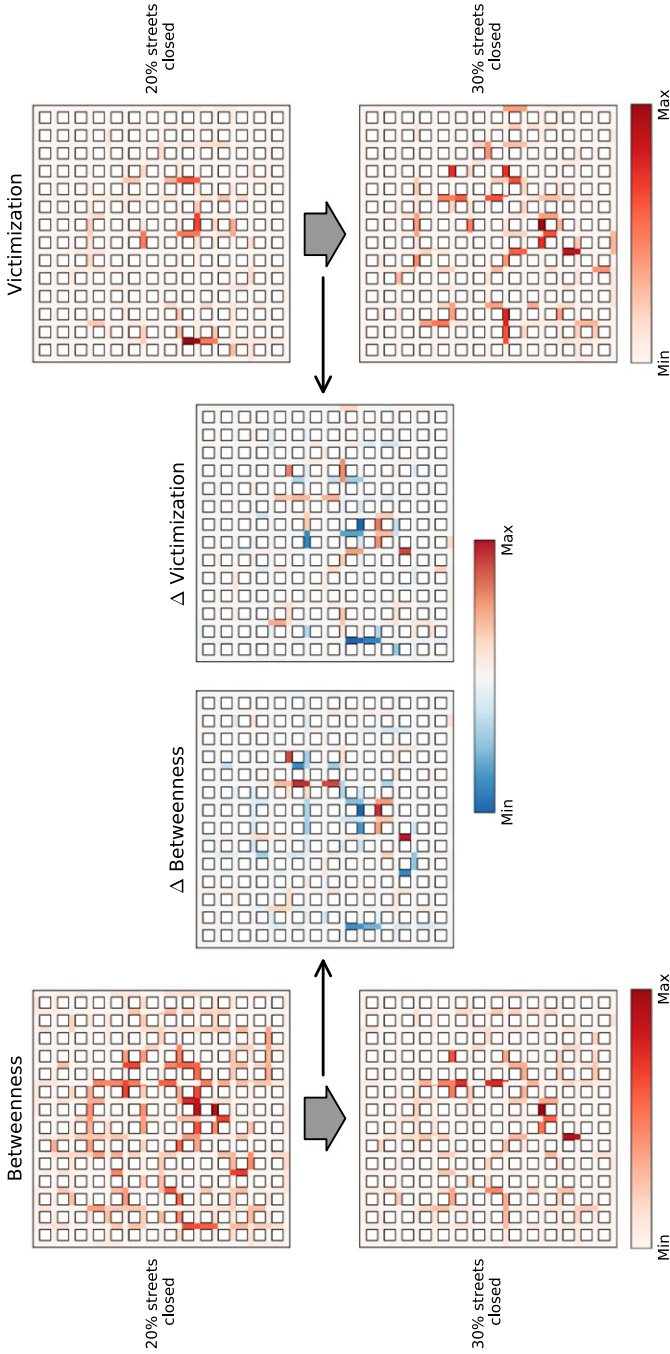 Betweenness
Victimization
20% streets
closed
20% streets
closed
Δ Betweenness
Δ Victimization
30% streets
closed
30% streets
closed
Min
Max
Min
Max
Min
Max